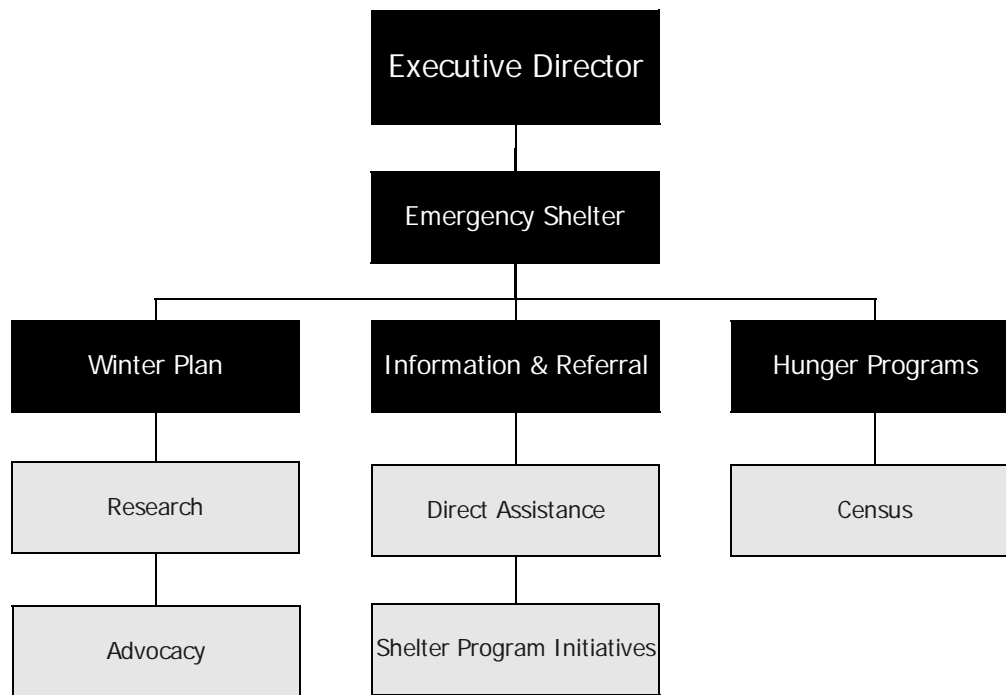 Executive Director
Emergency Shelter
Winter Plan
Information & Referral
Hunger Programs
Research
Direct Assistance
Census
Advocacy
Shelter Program Initiatives